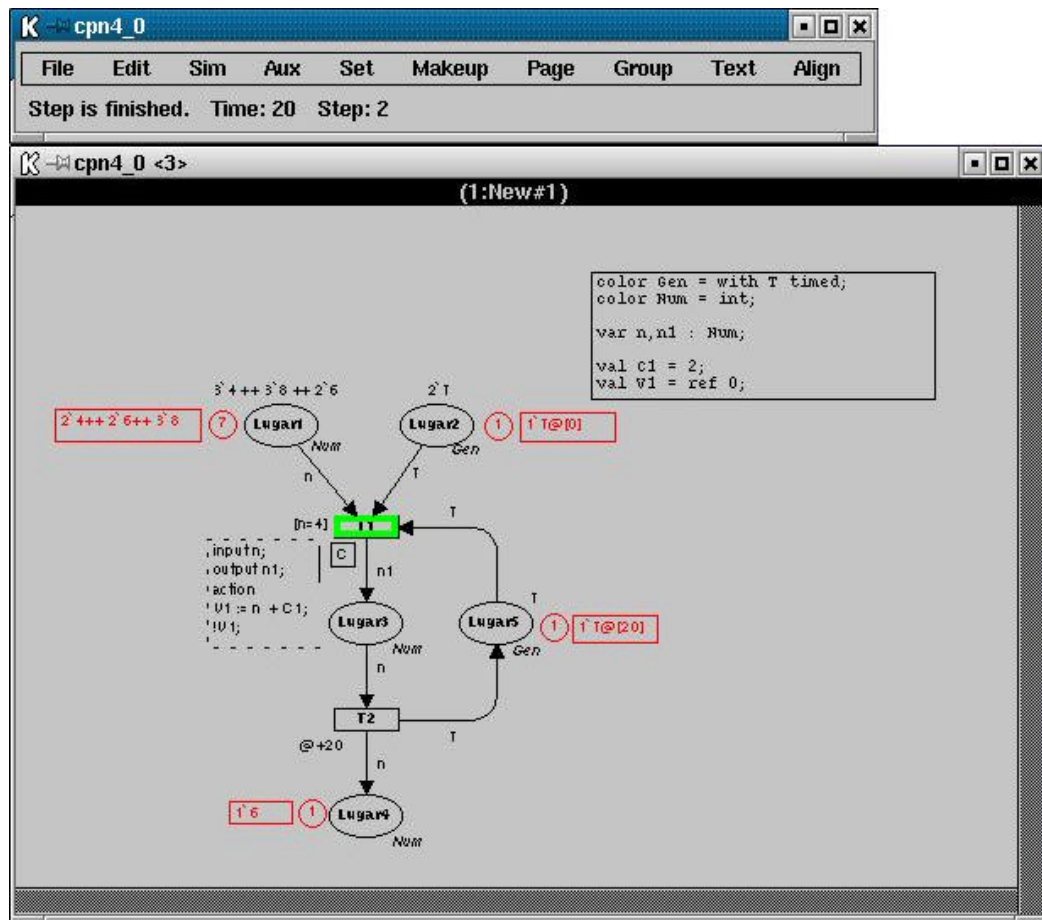 cpn4_0
File Edit Sim Aux Set Makeup Page Group Text Align
Step is finished. Time: 20 Step: 2
cpn4_0 <3>
(1:New#1)
color Gen = with T timed;
color Num = int;
var n,n1 : Num;
val C1 = 2;
val V1 = ref 0;
3`4 ++ 3`8 ++ 2`6
2`T
2`4++ 2`6++ 3`8
7
Lugar1
Num
Lugar2
Gen
1
1`T@[0]
n
T
[n=4]
T1
T
C
input n;
output n1;
action
V1 := n + C1;
!V1;
n1
Lugar3
Num
T
Lugar5
Gen
1
1`T@[20]
n
T2
@+20
T
n
1`6
1
Lugar4
Num